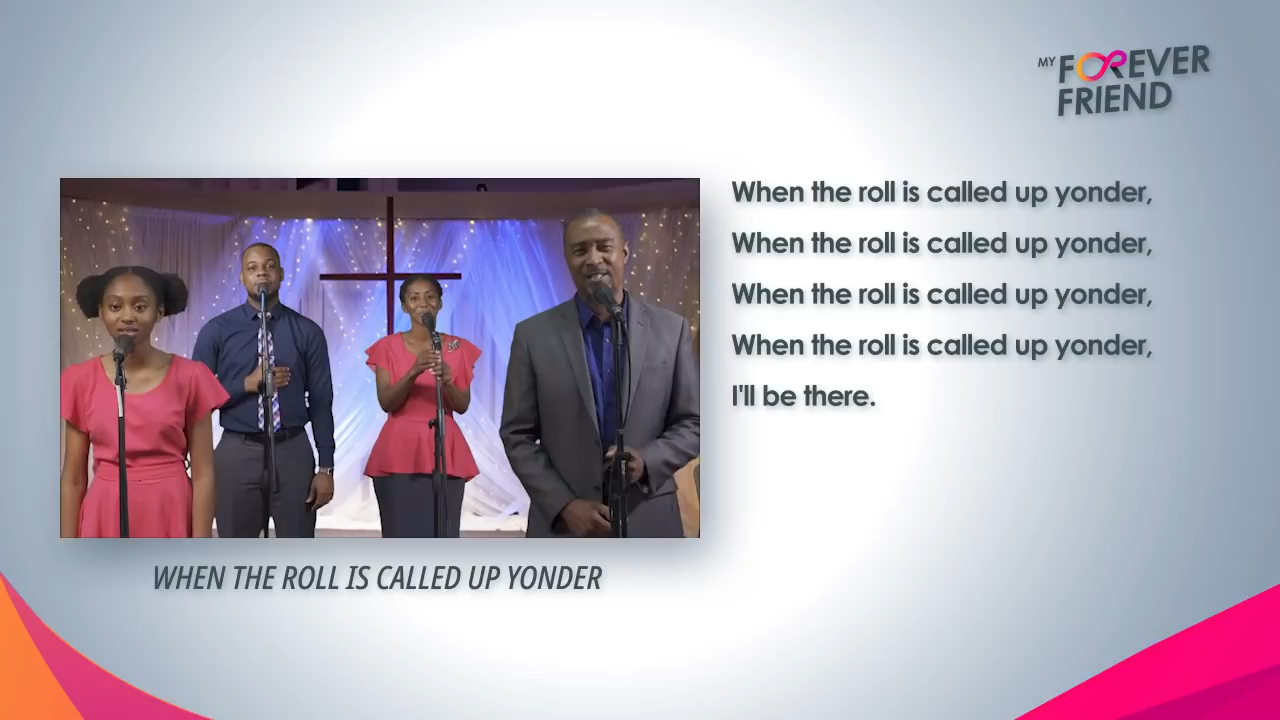 MY FOREVER
FRIEND
When the roll is called up yonder,
When the roll is called up yonder,
When the roll is called up yonder,
When the roll is called up yonder,
I'll be there.
WHEN THE ROLL IS CALLED UP YONDER